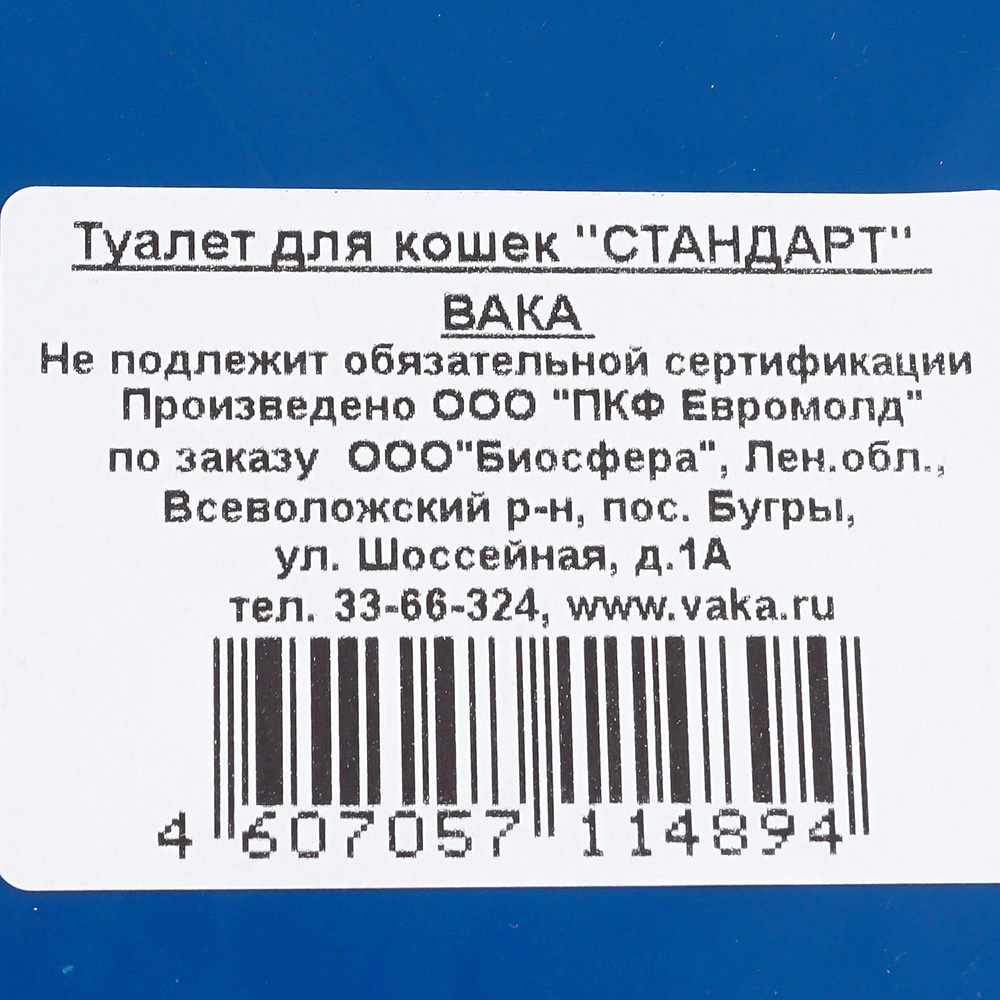 Туалет для кошек "СТАНДАРТ"
ВАКА
Не подлежит обязательной сертификации
Произведено ООО "ПКФ Евромолд"
по заказу ООО"Биосфера", Лен.обл.,
Всеволожский р-н, пос. Бугры,
ул. Шоссейная, д.1А
тел. 33-66-324, www.vaka.ru
4 607057 114894